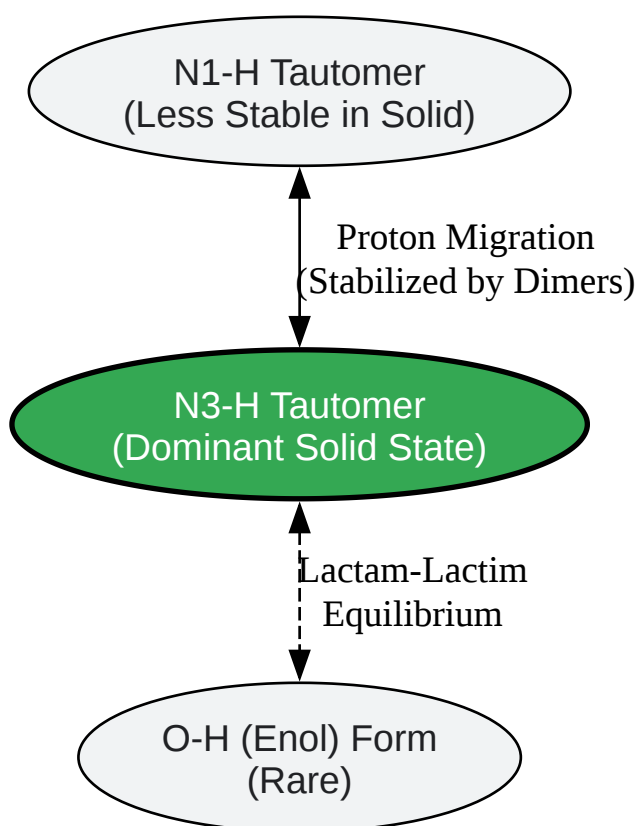 N1-H Tautomer
(Less Stable in Solid)
Proton Migration
(Stabilized by Dimers)
N3-H Tautomer
(Dominant Solid State)
Lactam-Lactim
Equilibrium
O-H (Enol) Form
(Rare)